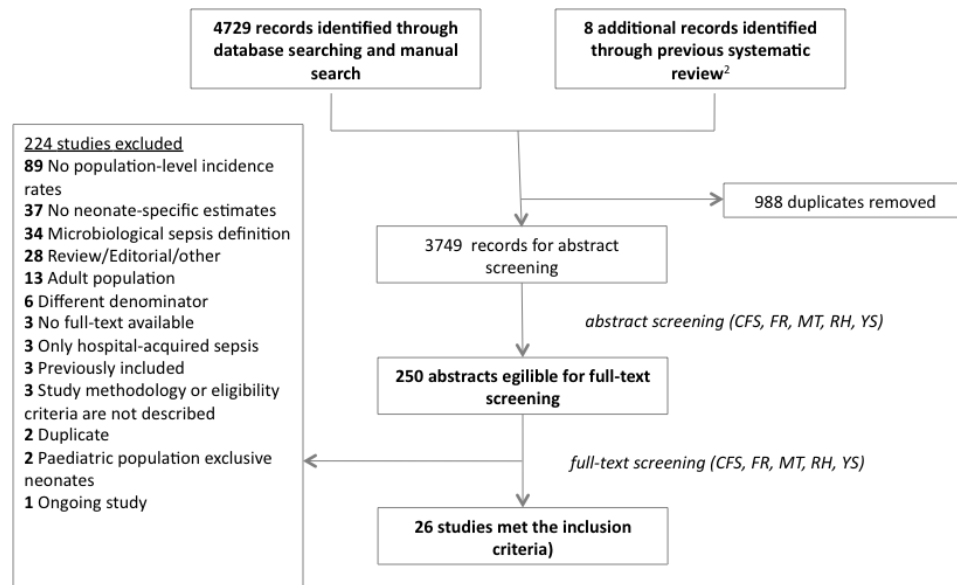 4729 records identified through
database searching and manual
search
8 additional records identified
through previous systematic
review2
224 studies excluded
89 No population-level incidence
rates
37 No neonate-specific estimates
34 Microbiological sepsis definition
28 Review/Editorial/other
13 Adult population
6 Different denominator
3 No full-text available
3 Only hospital-acquired sepsis
3 Previously included
3 Study methodology or eligibility
criteria are not described
2 Duplicate
2 Paediatric population exclusive
neonates
1 Ongoing study
988 duplicates removed
3749 records for abstract
screening
abstract screening (CFS, FR, MT, RH, YS)
250 abstracts egilible for full-text
screening
full-text screening (CFS, FR, MT, RH, YS)
26 studies met the inclusion
criteria)